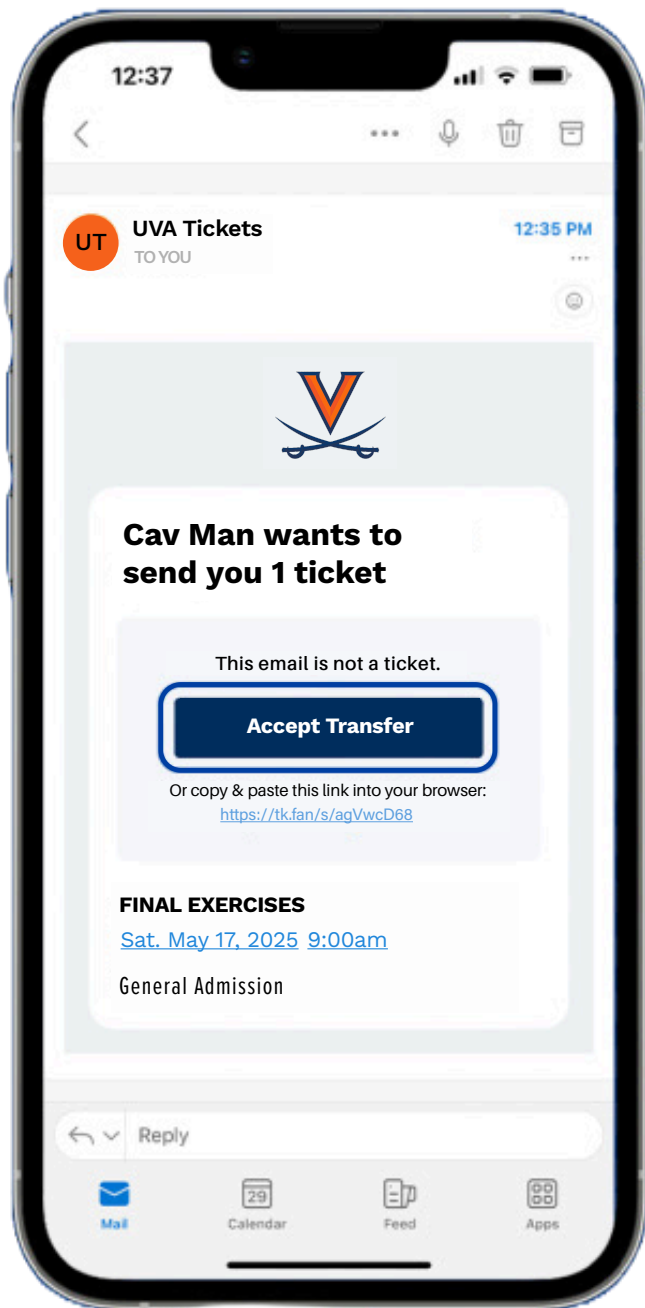 12:37
UT
UVA Tickets
12:35 PM
TO YOU
V
Cav Man wants to
send you 1 ticket
This email is not a ticket.
Accept Transfer
Or copy & paste this link into your browser:
https://tk.fan/s/agVwcD68
FINAL EXERCISES
Sat. May 17, 2025 9:00am
General Admission
Reply
29
Mail
Calendar
Feed
Apps